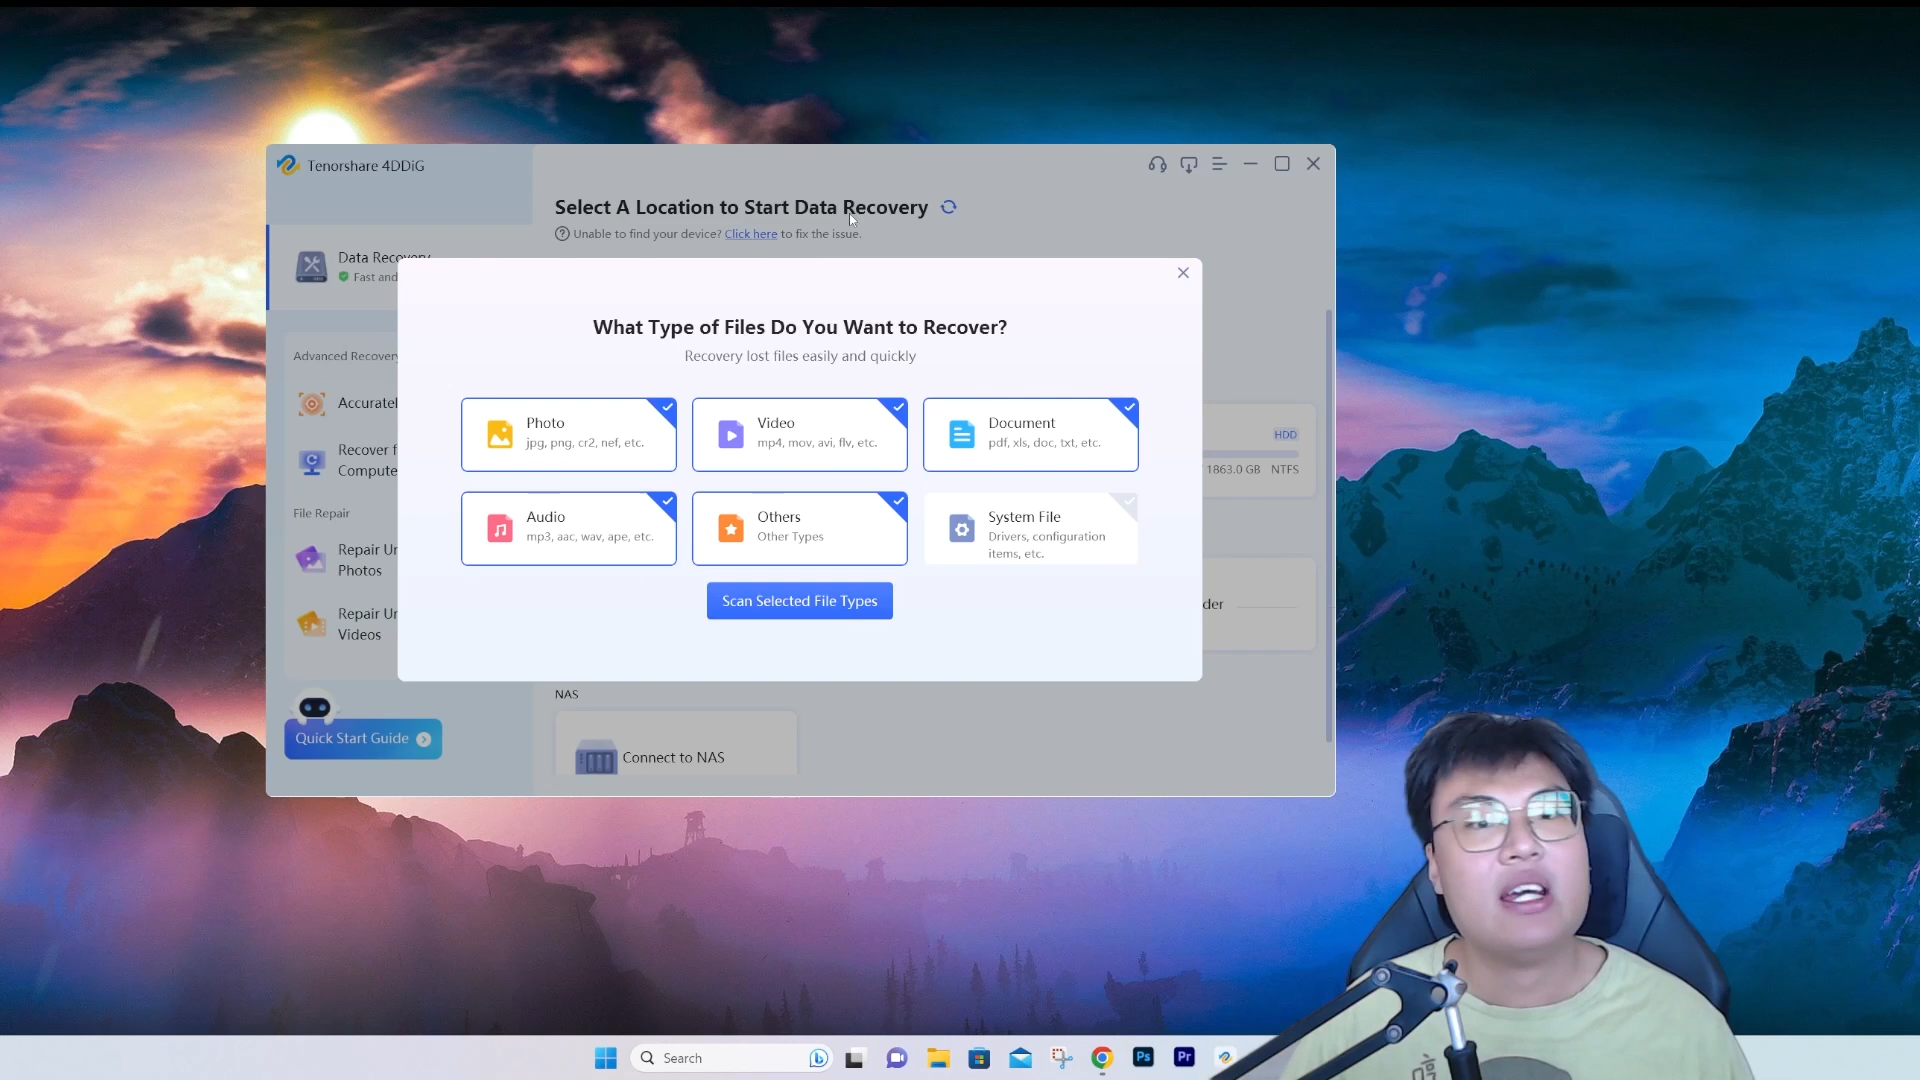 Tenorshare 4DDiG
Select A Location to Start Data Recovery
Unable to find your device? Click here to fix the issue.
Data Recovery
Fast and
Advanced Recovery
Recover
Compute
File Repair
Repair
Photos
Repair
Videos
Quick Start Guide
What Type of Files Do You Want to Recover?
Recovery lost files easily and quickly
Photo
jpg, png, cr2, nef, etc.
Video
mp4, mov, avi, flv, etc.
Document
pdf, xls, doc, txt, etc.
Audio
mp3, aac, wav, ape, etc.
Others
Other Types
System File
Drivers, configuration
items, etc.
Scan Selected File Types
HDD
1863.0 GB NTFS
der
NAS
Connect to NAS
Search
Ps
Pr